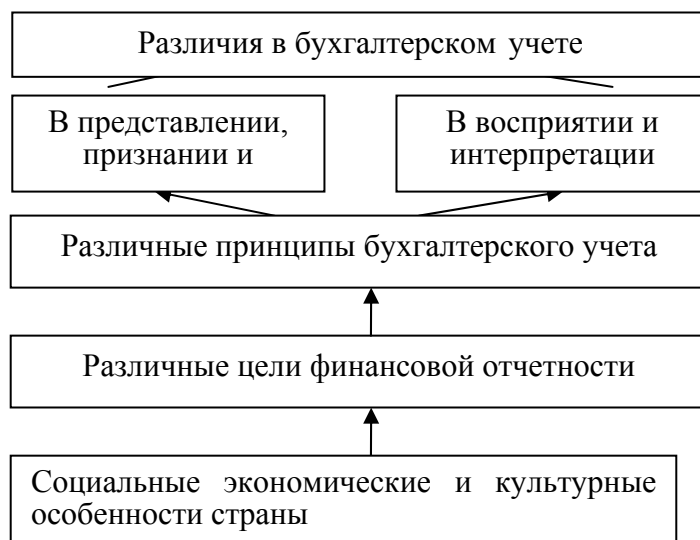 Различия в бухгалтерском учете
В представлении,
признании и
В восприятии и
интерпретации
Различные принципы бухгалтерского учета
Различные цели финансовой отчетности
Социальные экономические и культурные
особенности страны